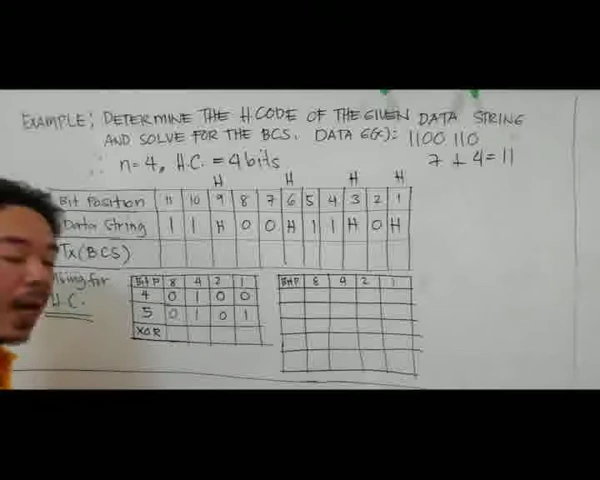 EXAMPLE: DETERMINE THE H CODE OF THE GIVEN DATA STRING
AND SOLVE FOR THE BCS. DATA G(x): 1100 110
∴ n=4, H.C. = 4 bits 7 + 4 = 11
H H H H
Bit Position 11 10 9 8 7 6 5 4 3 2 1
Data String 1 1 H 0 0 H 1 1 H 0 H
Tx (BCS)
for
H.C.
Bit P 8 4 2 1
4 0 1 0 0
5 0 1 0 1
XOR
BitP 8 4 2 1